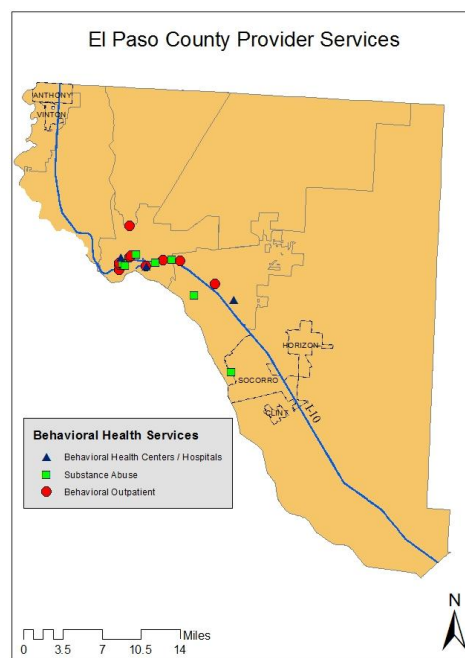 El Paso County Provider Services
ANTHONY
VINTON
HORIZON
SOCORRO
CLINT
I-10
Behavioral Health Services
Behavioral Health Centers / Hospitals
Substance Abuse
Behavioral Outpatient
N
Miles
0 3.5 7 10.5 14